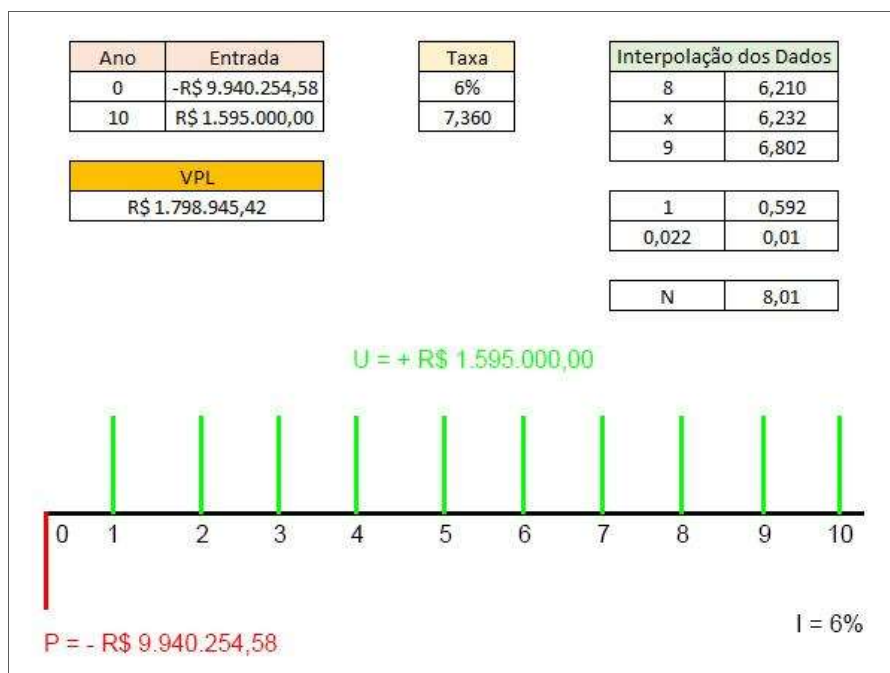 Ano Entrada
0 -R$ 9.940.254,58
10 R$ 1.595.000,00
Taxa
6%
7,360
Interpolação dos Dados
8 6,210
x 6,232
9 6,802
VPL
R$ 1.798.945,42
1 0,592
0,022 0,01
N 8,01
U = + R$ 1.595.000,00
0 1 2 3 4 5 6 7 8 9 10
I = 6%
P = - R$ 9.940.254,58